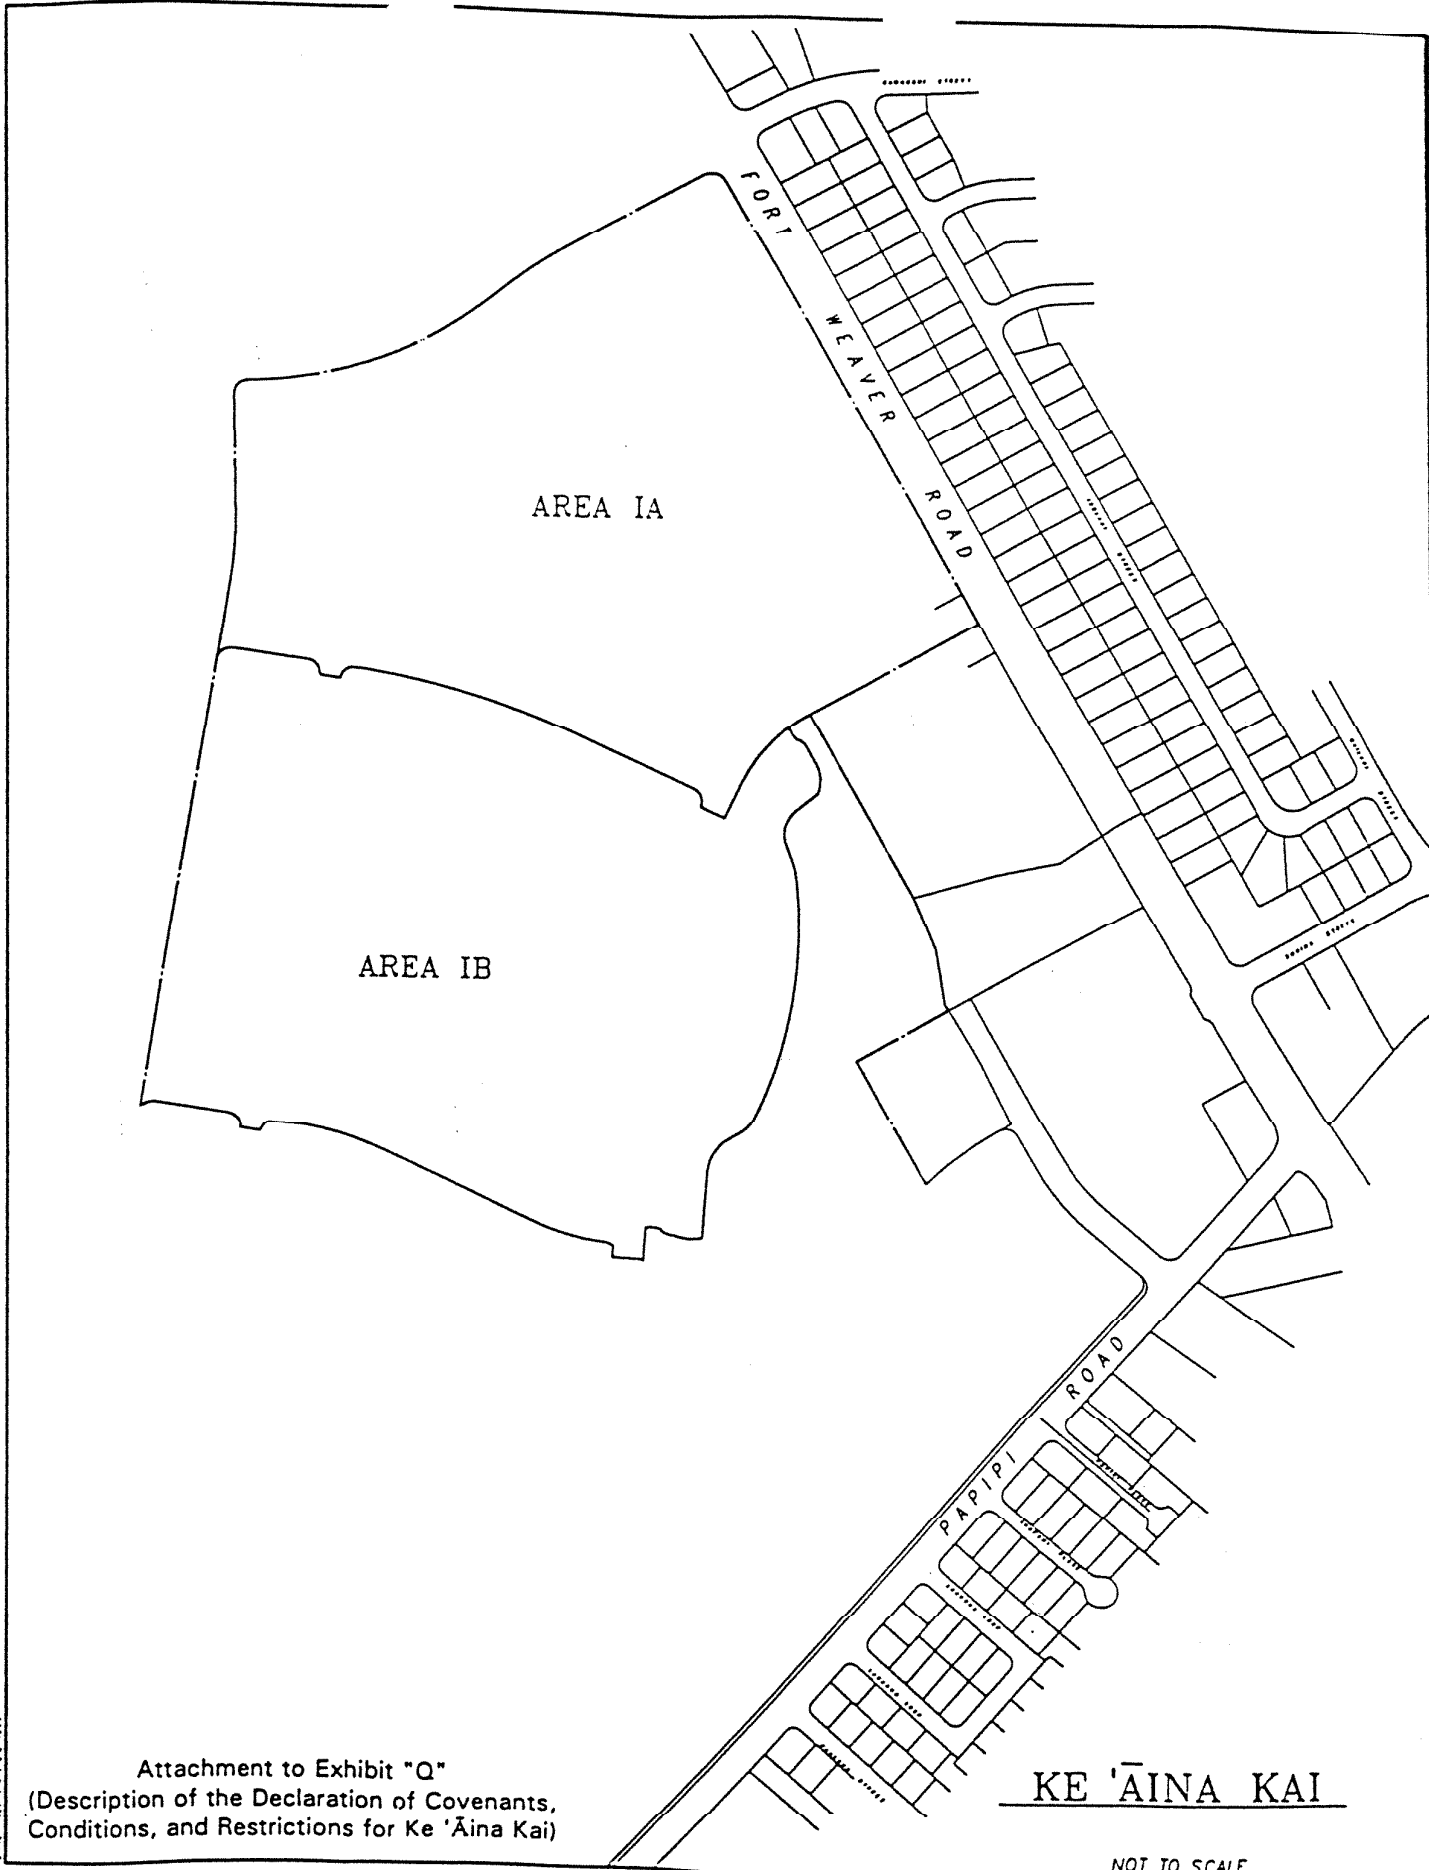 FORT
WEAVER
ROAD
AREA IA
AREA IB
ROAD
PAPIPI
Attachment to Exhibit "Q"
(Description of the Declaration of Covenants,
Conditions, and Restrictions for Ke 'Āina Kai)
KE 'ĀINA KAI
NOT TO SCALE